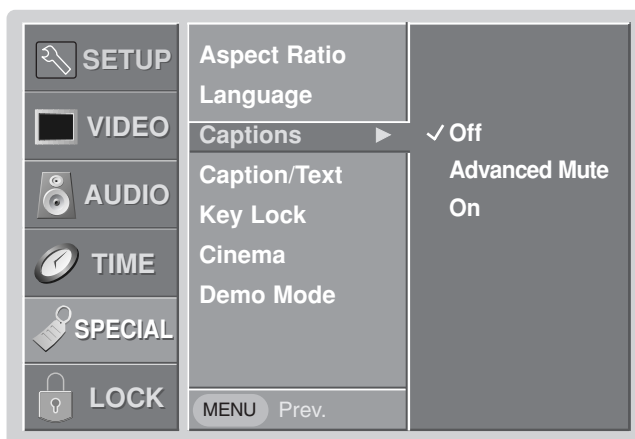 SETUP
VIDEO
AUDIO
TIME
SPECIAL
LOCK
Aspect Ratio
Language
Captions
Caption/Text
Key Lock
Cinema
Demo Mode
MENU Prev.
Off
Advanced Mute
On